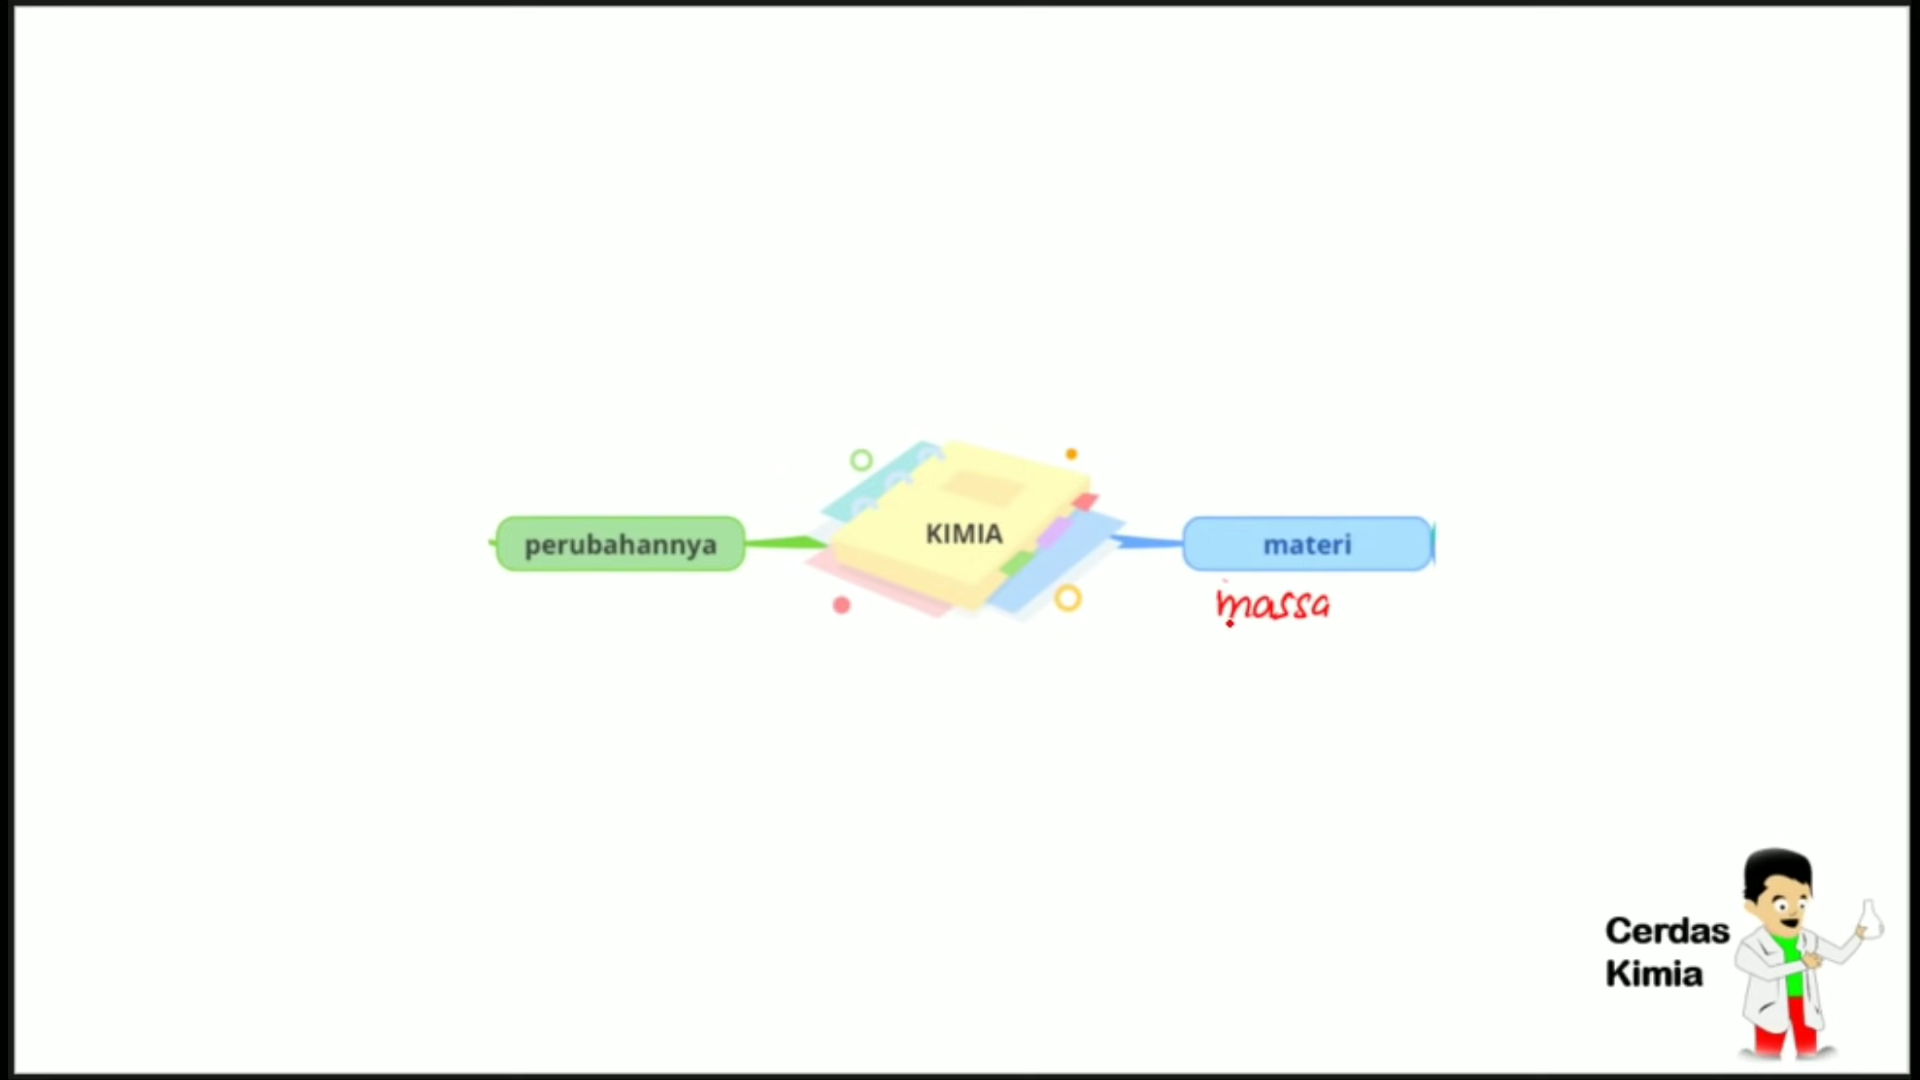 perubahannya
KIMIA
materi
massa
Cerdas
Kimia